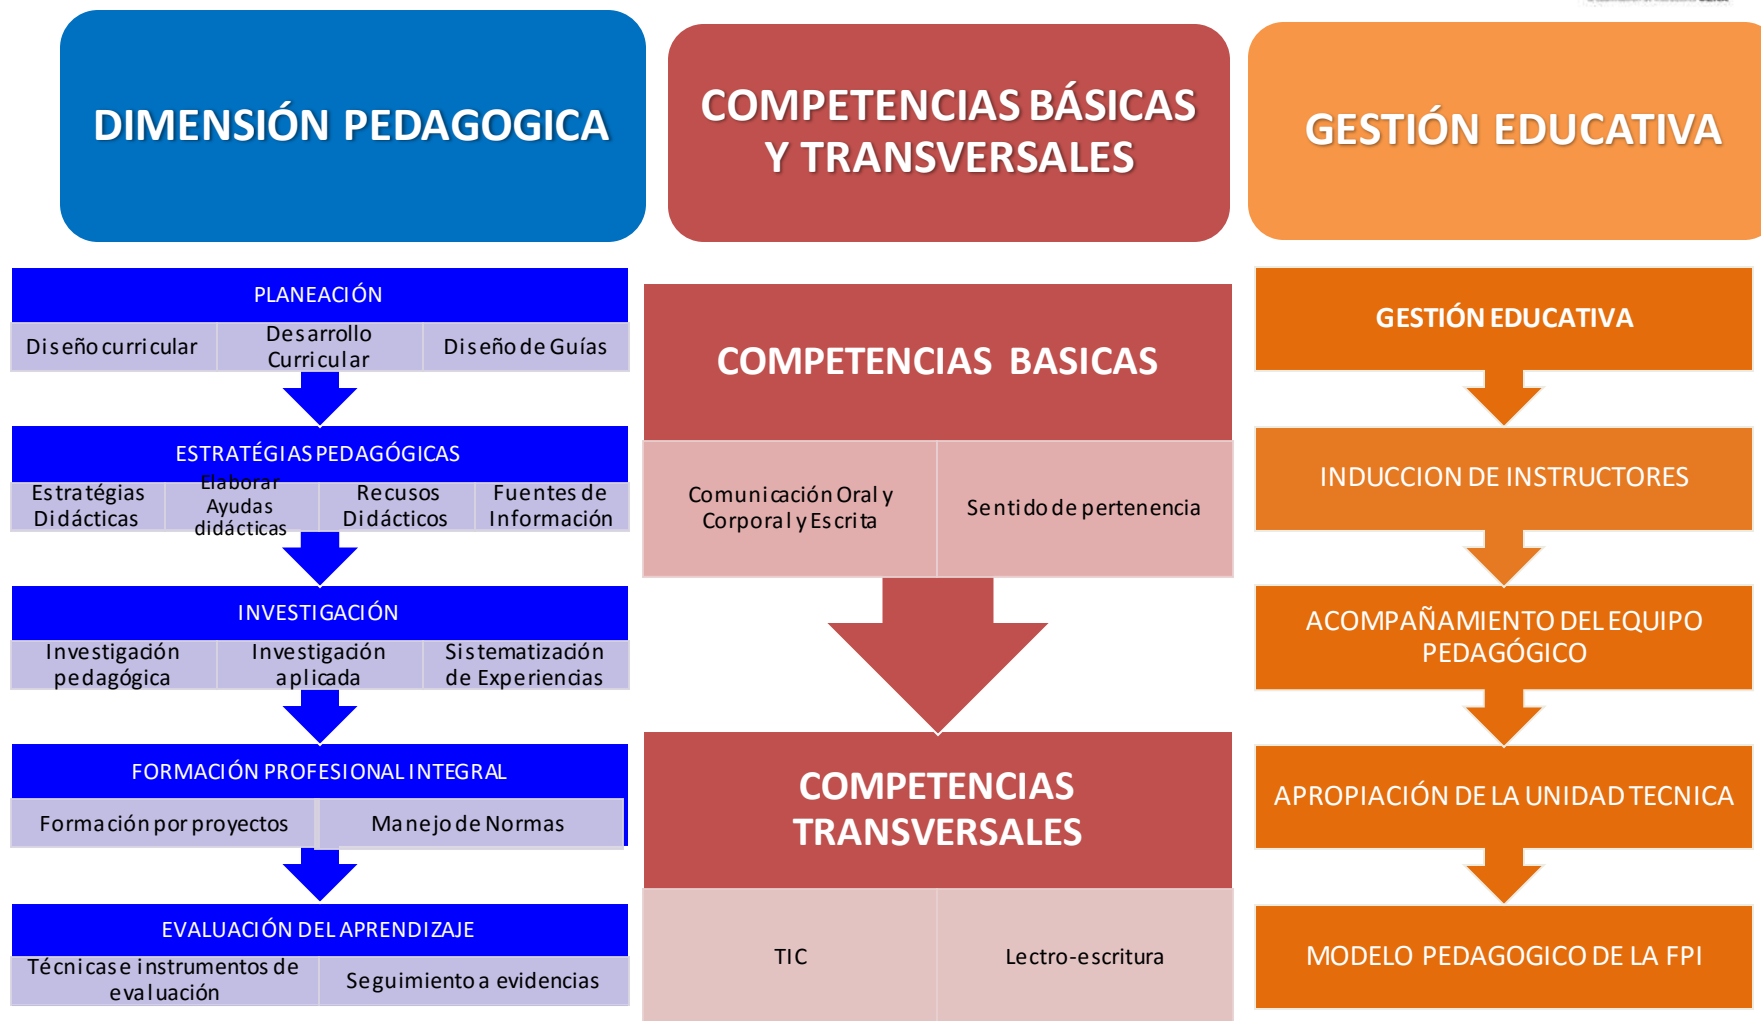 DIMENSIÓN PEDAGOGICA
COMPETENCIAS BÁSICAS
Y TRANSVERSALES
GESTIÓN EDUCATIVA
PLANEACIÓN
Diseño curricular
Desarrollo
Curricular
Diseño de Guías
ESTRATÉGIAS PEDAGÓGICAS
Estratégias
Didácticas
Elaborar
Ayudas
didácticas
Recusos
Didácticos
Fuentes de
Información
INVESTIGACIÓN
Investigación
pedagógica
Investigación
aplicada
Sistematización
de Experiencias
FORMACIÓN PROFESIONAL INTEGRAL
Formación por proyectos
Manejo de Normas
EVALUACIÓN DEL APRENDIZAJE
Técnicas e instrumentos de
evaluación
Seguimiento a evidencias
COMPETENCIAS BASICAS
Comunicación Oral y
Corporal y Escrita
Sentido de pertenencia
COMPETENCIAS
TRANSVERSALES
TIC
Lectro-escritura
GESTIÓN EDUCATIVA
INDUCCION DE INSTRUCTORES
ACOMPAÑAMIENTO DEL EQUIPO
PEDAGÓGICO
APROPIACIÓN DE LA UNIDAD TECNICA
MODELO PEDAGOGICO DE LA FPI